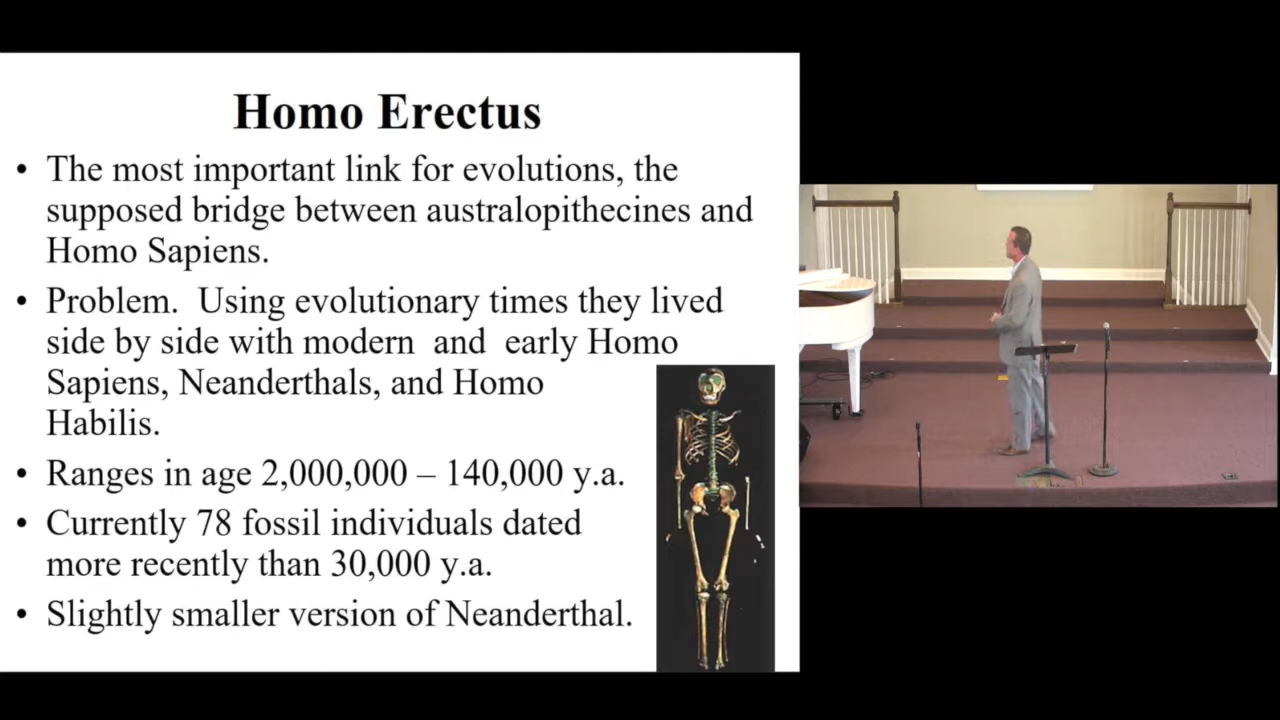 Homo Erectus
• The most important link for evolutions, the
supposed bridge between australopithecines and
Homo Sapiens.
• Problem. Using evolutionary times they lived
side by side with modern and early Homo
Sapiens, Neanderthals, and Homo
Habilis.
• Ranges in age 2,000,000 – 140,000 y.a.
• Currently 78 fossil individuals dated
more recently than 30,000 y.a.
• Slightly smaller version of Neanderthal.